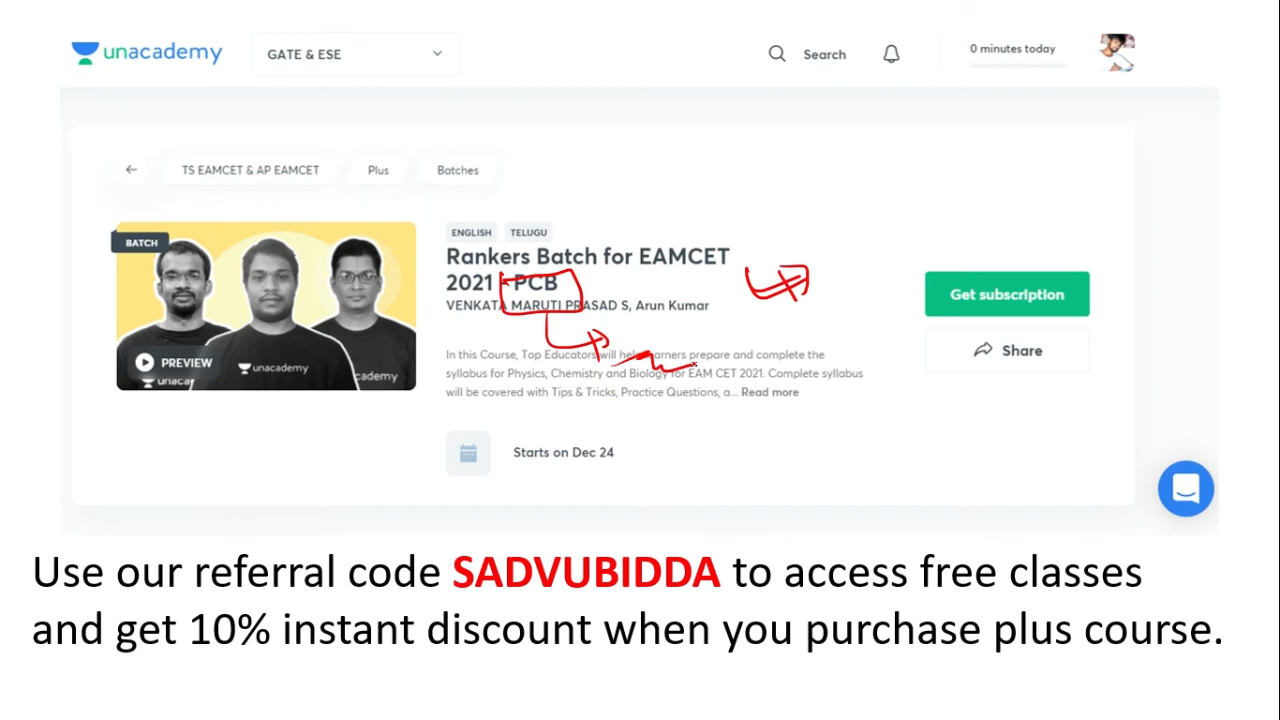 unacademy
GATE & ESE
Search
0 minutes today
TS EAMCET & AP EAMCET
Plus
Batches
BATCH
ENGLISH TELUGU
Rankers Batch for EAMCET
2021 - PCB
VENKATA MARUTI PRASAD S, Arun Kumar
Get subscription
Share
In this Course, Top Educators will help learners prepare and complete the
syllabus for Physics, Chemistry and Biology for EAM CET 2021. Complete syllabus
will be covered with Tips & Tricks, Practice Questions, a... Read more
PREVIEW
unacademy
unaca
cademy
Starts on Dec 24
Use our referral code SADVUBIDDA to access free classes
and get 10% instant discount when you purchase plus course.